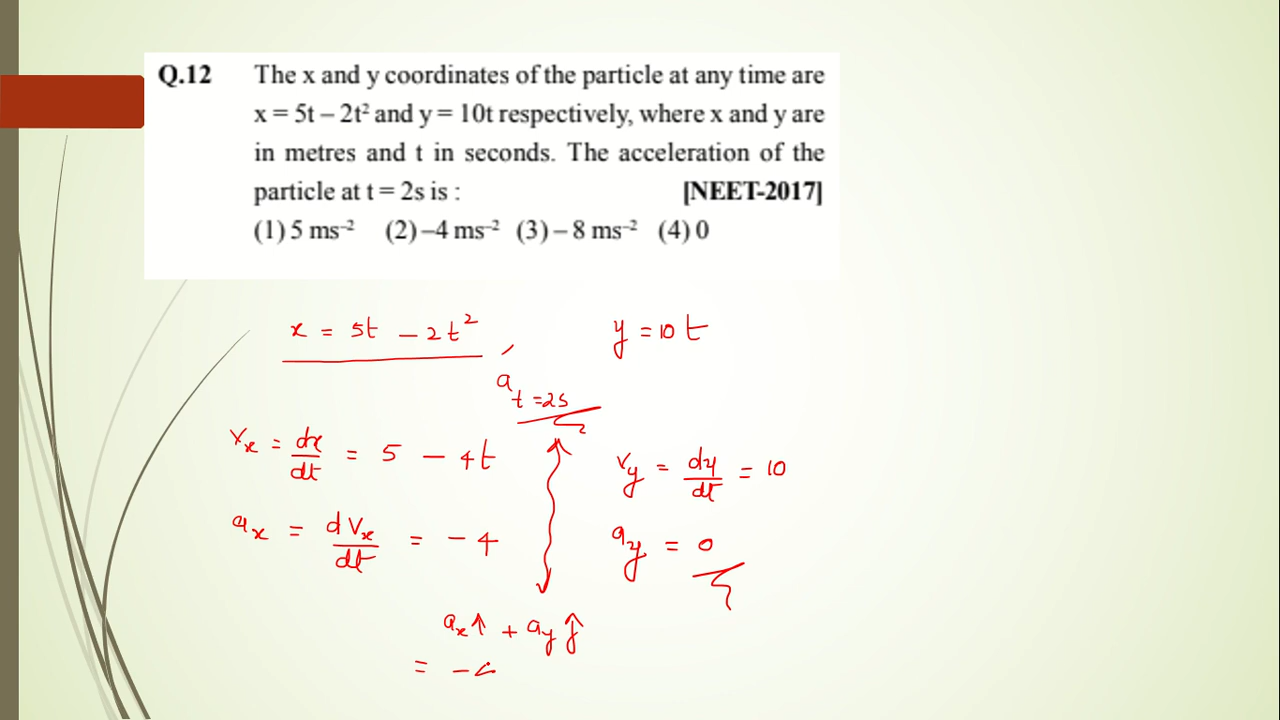 Q.12 The x and y coordinates of the particle at any time are
x = 5t – 2t² and y = 10t respectively, where x and y are
in metres and t in seconds. The acceleration of the
particle at t = 2s is : [NEET-2017]
(1) 5 ms⁻² (2) –4 ms⁻² (3) – 8 ms⁻² (4) 0
x = 5t – 2t² , y = 10t
a t=2s
vx = dx/dt = 5 – 4t
vy = dy/dt = 10
ax = dVx/dt = – 4
ay = 0
ax î + ay ĵ
= – 4